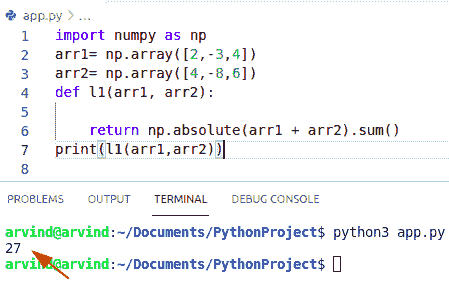 app.py > ...
1 import numpy as np
2 arr1= np.array([2,-3,4])
3 arr2= np.array([4,-8,6])
4 def l1(arr1, arr2):
5
6 return np.absolute(arr1 + arr2).sum()
7 print(l1(arr1,arr2))
8
PROBLEMS OUTPUT TERMINAL DEBUG CONSOLE
arvind@arvind:~/Documents/PythonProject$ python3 app.py
27
arvind@arvind:~/Documents/PythonProject$